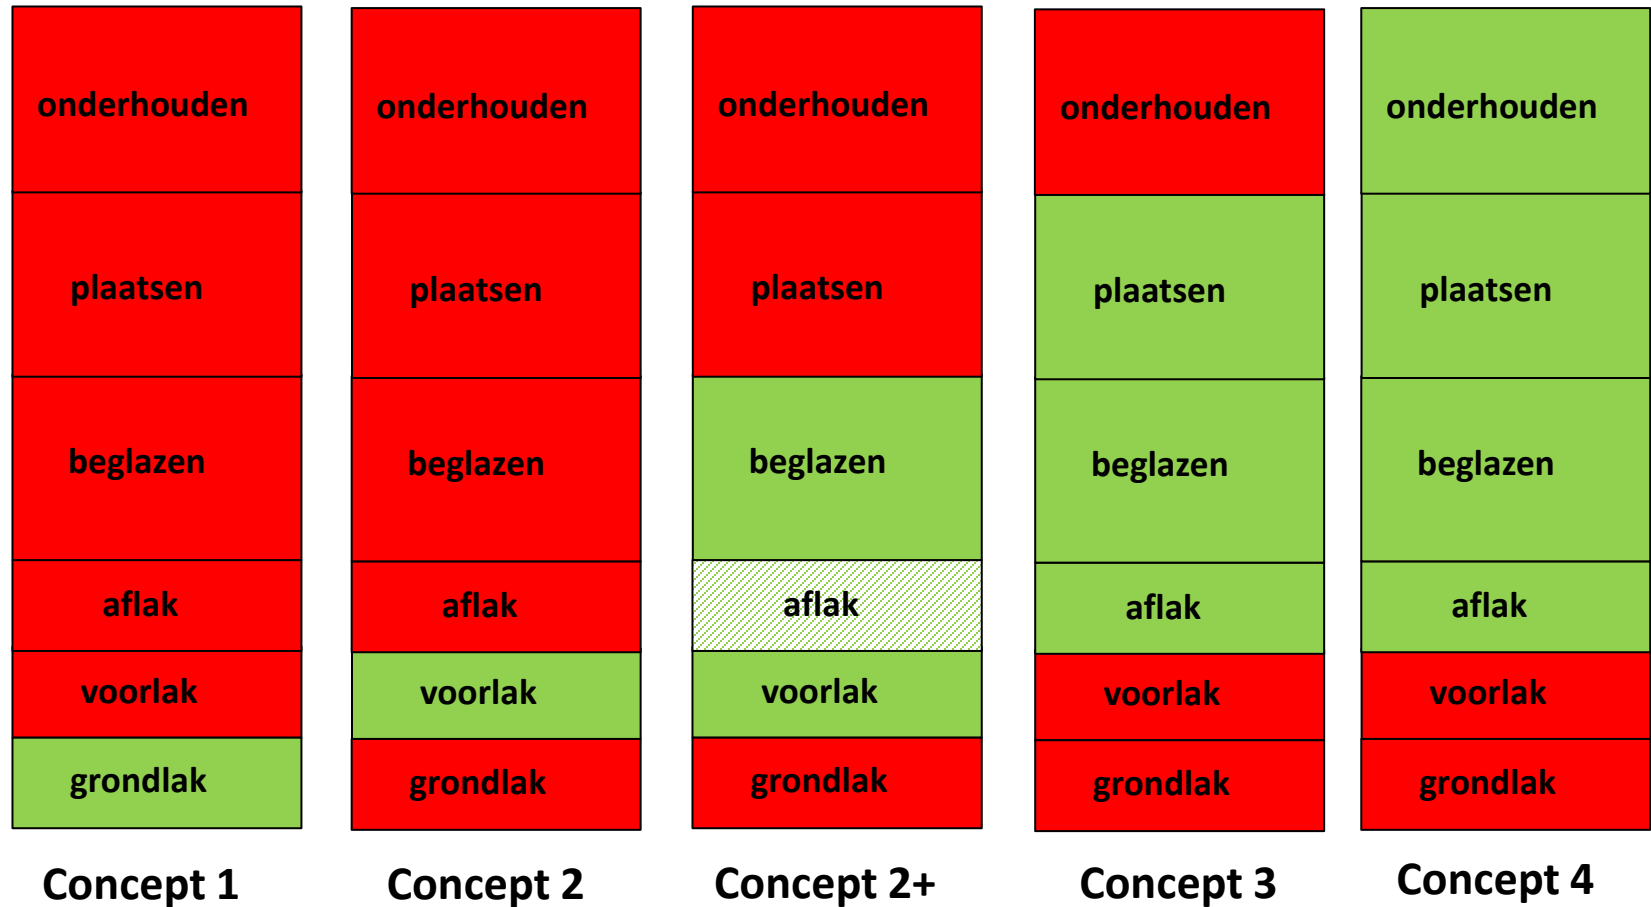 onderhouden
plaatsen
beglazen
aflak
voorlak
grondlak
Concept 1
onderhouden
plaatsen
beglazen
aflak
voorlak
grondlak
Concept 2
onderhouden
plaatsen
beglazen
aflak
voorlak
grondlak
Concept 2+
onderhouden
plaatsen
beglazen
aflak
voorlak
grondlak
Concept 3
onderhouden
plaatsen
beglazen
aflak
voorlak
grondlak
Concept 4